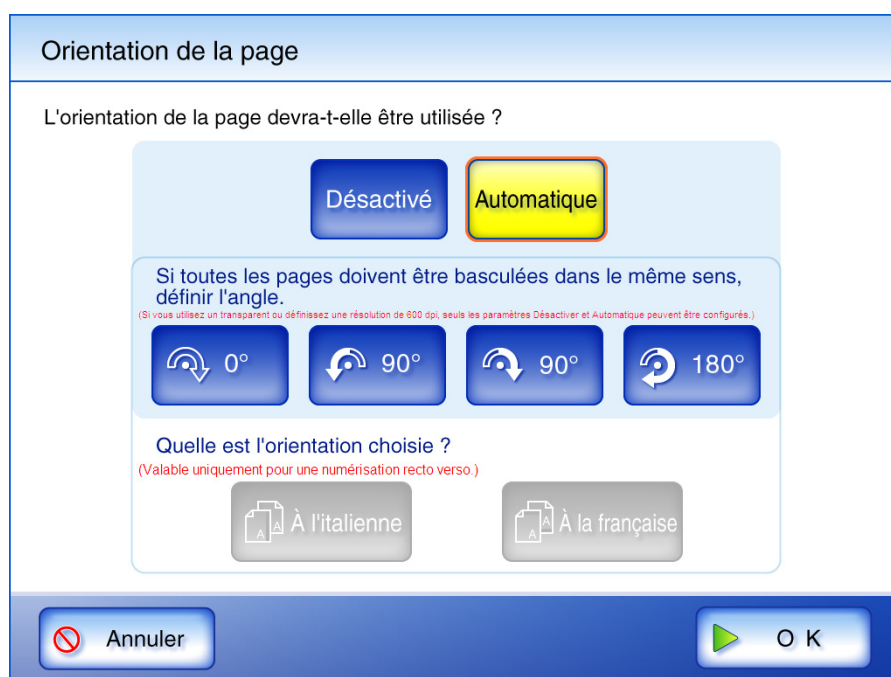 Orientation de la page
L'orientation de la page devra-t-elle être utilisée ?
Désactivé
Automatique
Si toutes les pages doivent être basculées dans le même sens,
définir l'angle.
(Si vous utilisez un transparent ou définissez une résolution de 600 dpi, seuls les paramètres Désactiver et Automatique peuvent être configurés.)
0°
90°
90°
180°
Quelle est l'orientation choisie ?
(Valable uniquement pour une numérisation recto verso.)
A A À l'italienne
A A À la française
Annuler
O K